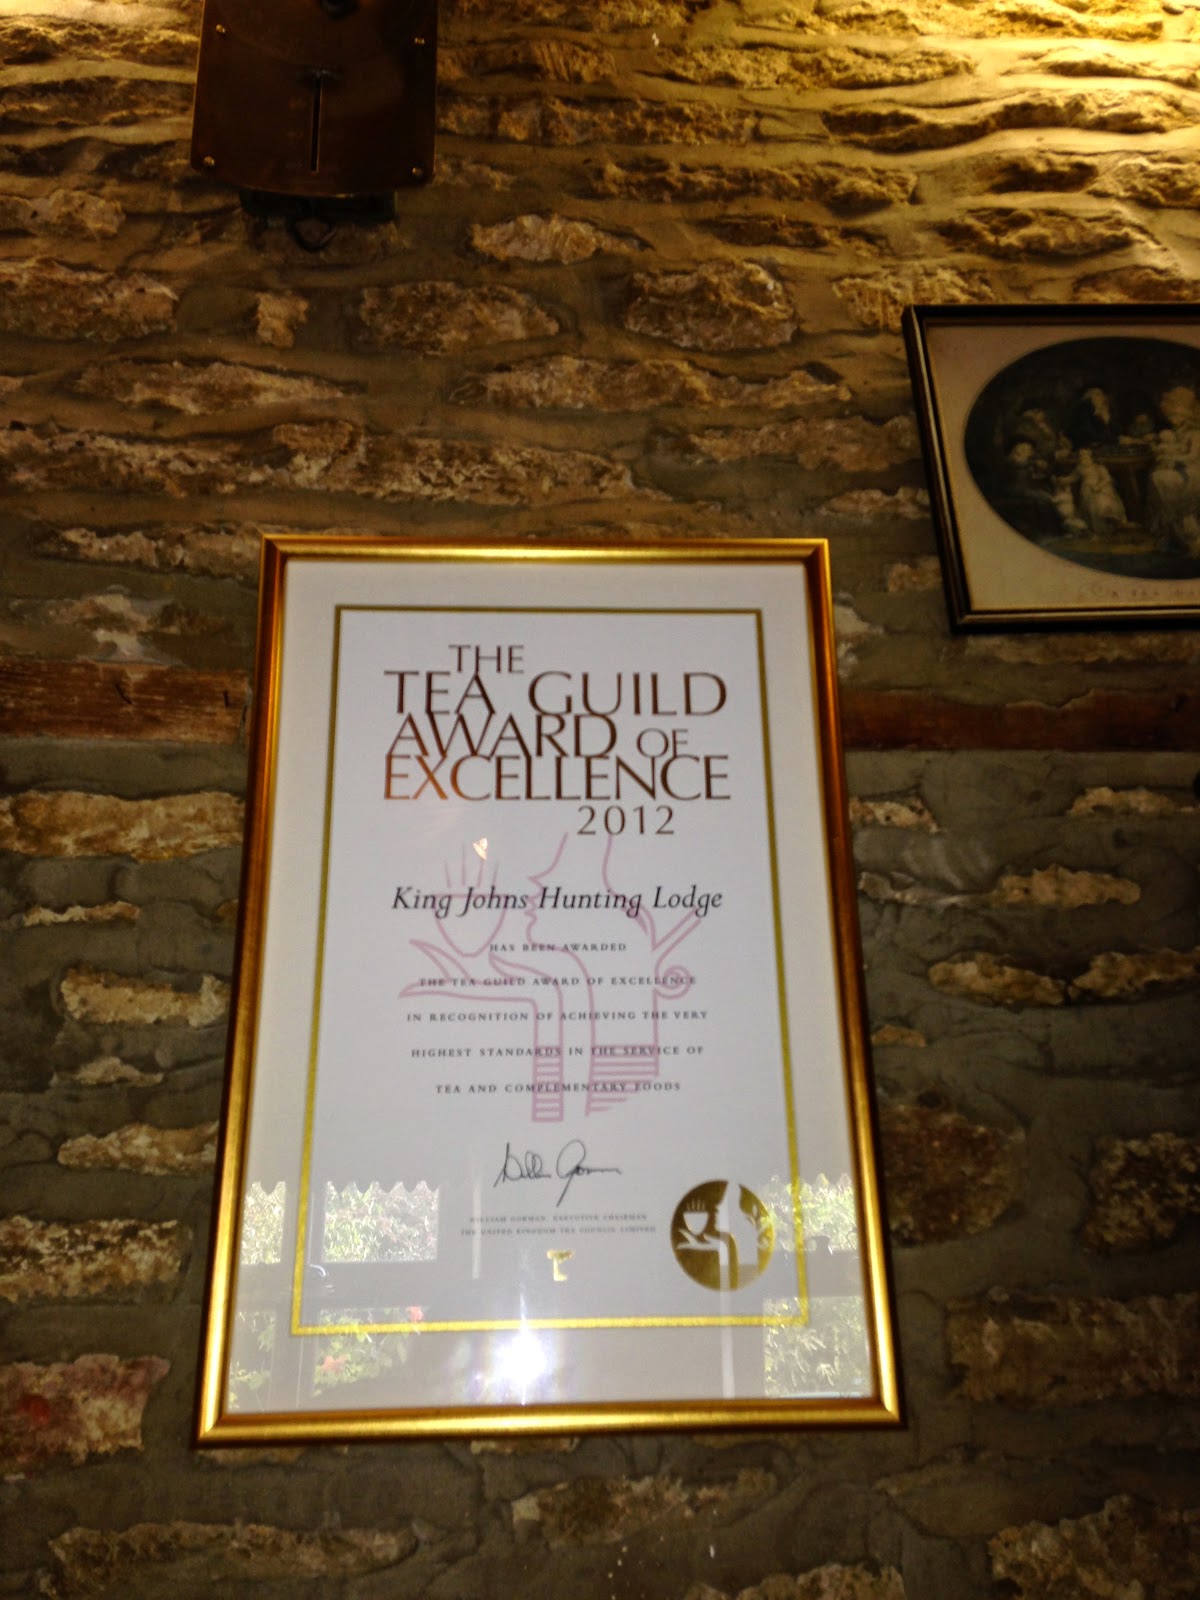 THE
TEA GUILD
AWARD OF
EXCELLENCE
2012
King Johns Hunting Lodge
HAS BEEN AWARDED
THE TEA GUILD AWARD OF EXCELLENCE
IN RECOGNITION OF ACHIEVING THE VERY
HIGHEST STANDARDS IN THE SERVICE OF
TEA AND COMPLEMENTARY FOODS
WILLIAM GORMAN, EXECUTIVE CHAIRMAN
THE UNITED KINGDOM TEA COUNCIL LIMITED